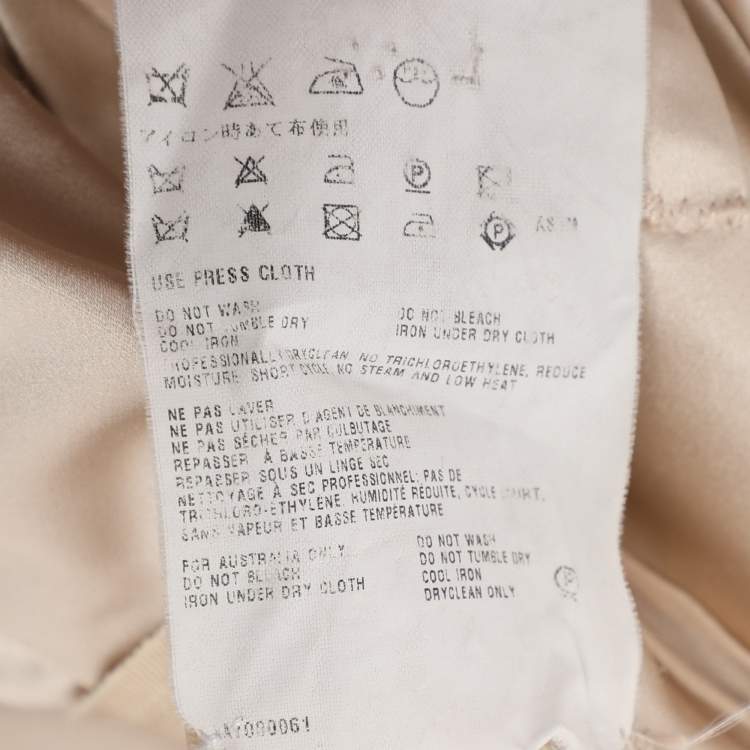 アイロン時あて布使用
USE PRESS CLOTH
DO NOT WASH
DO NOT TUMBLE DRY
COOL IRON
DO NOT BLEACH
IRON UNDER DRY CLOTH
PROFESSIONALLY DRYCLEAN, NO TRICHLOROETHYLENE, REDUCE
MOISTURE, SHORT CYCLE, NO STEAM AND LOW HEAT
NE PAS LAVER
NE PAS UTILISER D'AGENT DE BLANCHIMENT
NE PAS SÉCHER PAR CULBUTAGE
REPASSER À BASSE TEMPÉRATURE
REPASSER SOUS UN LINGE SEC
NETTOYAGE À SEC PROFESSIONNEL: PAS DE
TRICHLORO-ETHYLENE, HUMIDITÉ RÉDUITE, CYCLE COURT,
SANS VAPEUR ET BASSE TEMPÉRATURE
FOR AUSTRALIA ONLY
DO NOT BLEACH
IRON UNDER DRY CLOTH
DO NOT WASH
DO NOT TUMBLE DRY
COOL IRON
DRYCLEAN ONLY
P